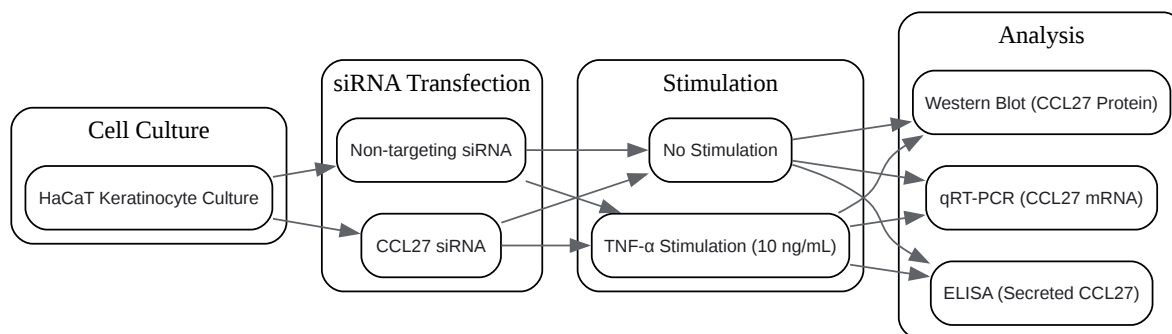 Cell Culture
HaCaT Keratinocyte Culture
siRNA Transfection
Non-targeting siRNA
CCL27 siRNA
Stimulation
No Stimulation
TNF-α Stimulation (10 ng/mL)
Analysis
Western Blot (CCL27 Protein)
qRT-PCR (CCL27 mRNA)
ELISA (Secreted CCL27)